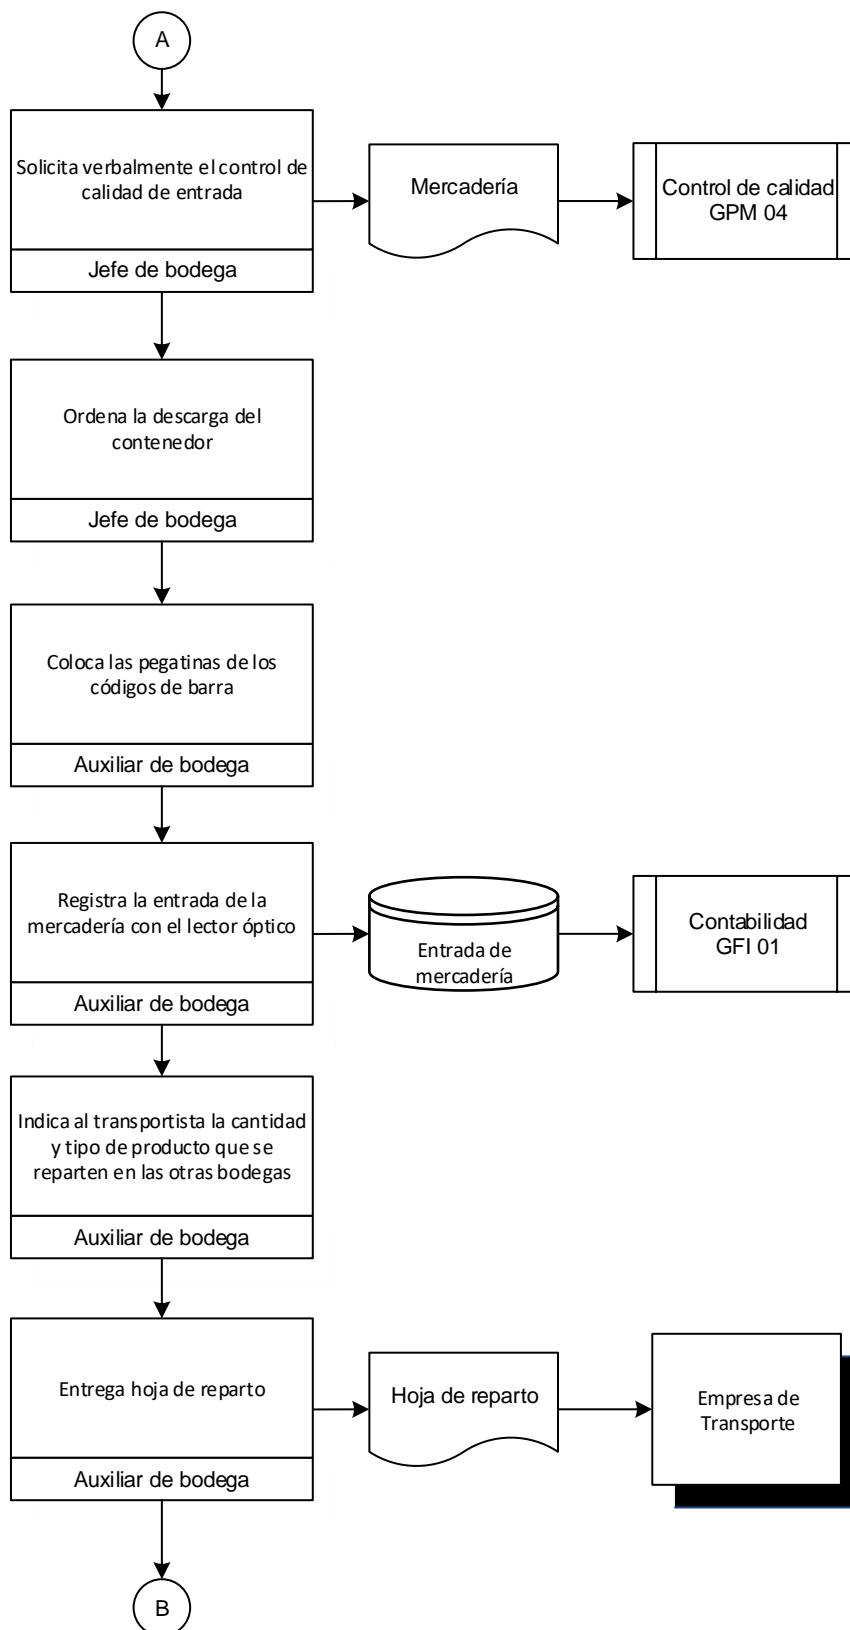 A
Solicita verbalmente el control de
calidad de entrada
Jefe de bodega
Mercadería
Control de calidad
GPM 04
Ordena la descarga del
contenedor
Jefe de bodega
Coloca las pegatinas de los
códigos de barra
Auxiliar de bodega
Registra la entrada de la
mercadería con el lector óptico
Auxiliar de bodega
Entrada de
mercadería
Contabilidad
GFI 01
Indica al transportista la cantidad
y tipo de producto que se
reparten en las otras bodegas
Auxiliar de bodega
Entrega hoja de reparto
Auxiliar de bodega
Hoja de reparto
Empresa de
Transporte
B